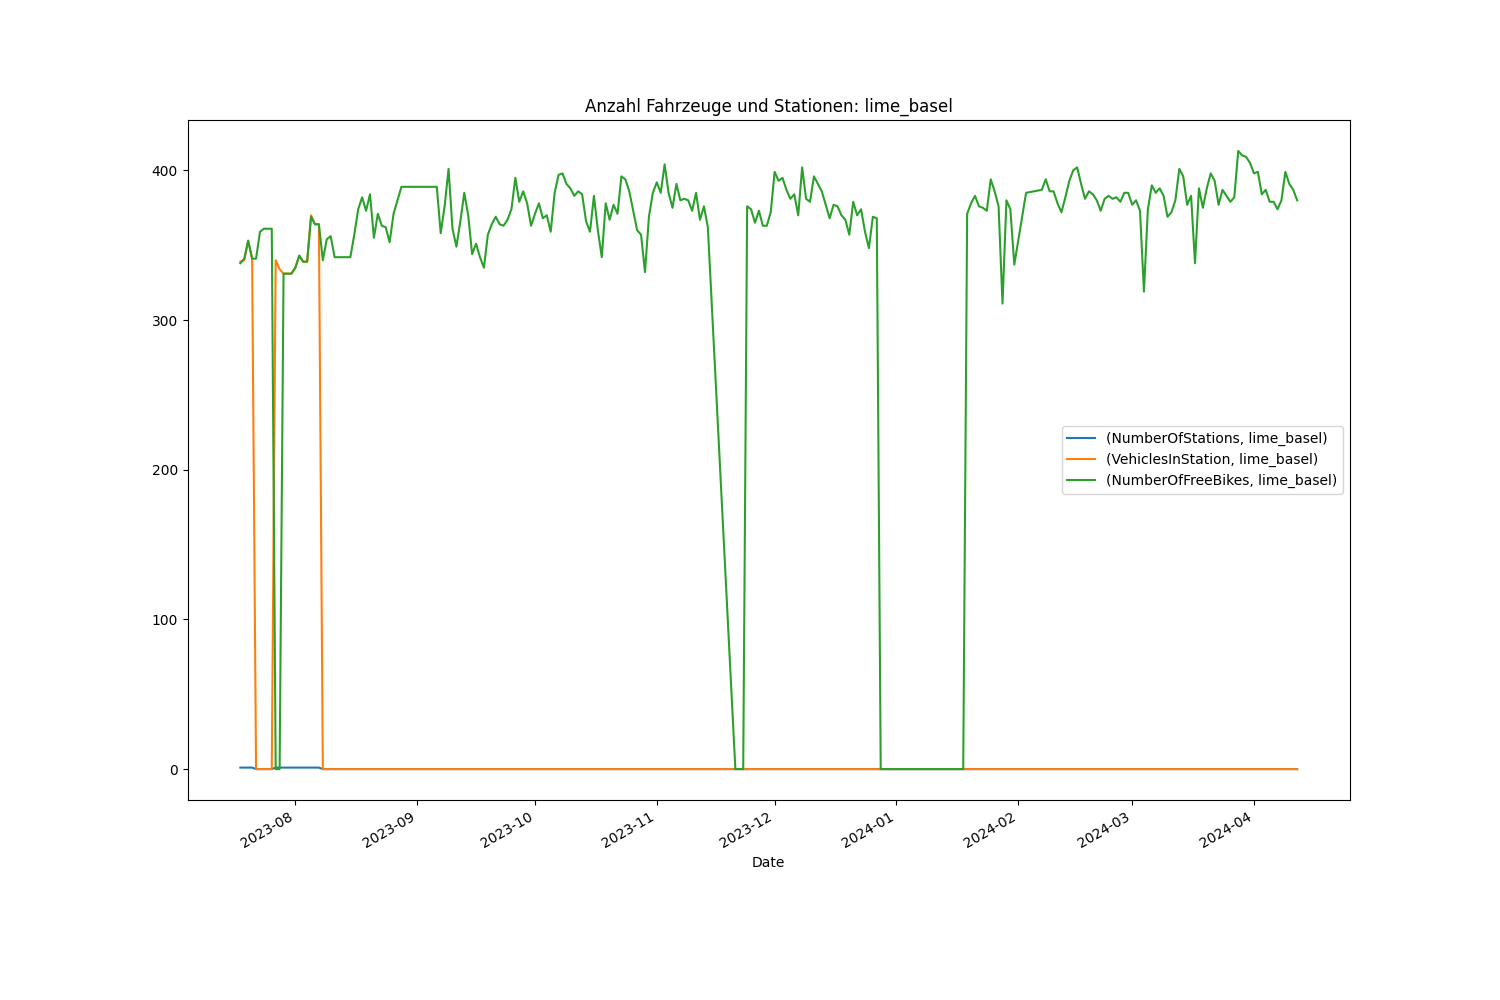 Anzahl Fahrzeuge und Stationen: lime_basel
400
300
200
100
0
(NumberOfStations, lime_basel)
(VehiclesInStation, lime_basel)
(NumberOfFreeBikes, lime_basel)
2023-08
2023-09
2023-10
2023-11
2023-12
2024-01
2024-02
2024-03
2024-04
Date